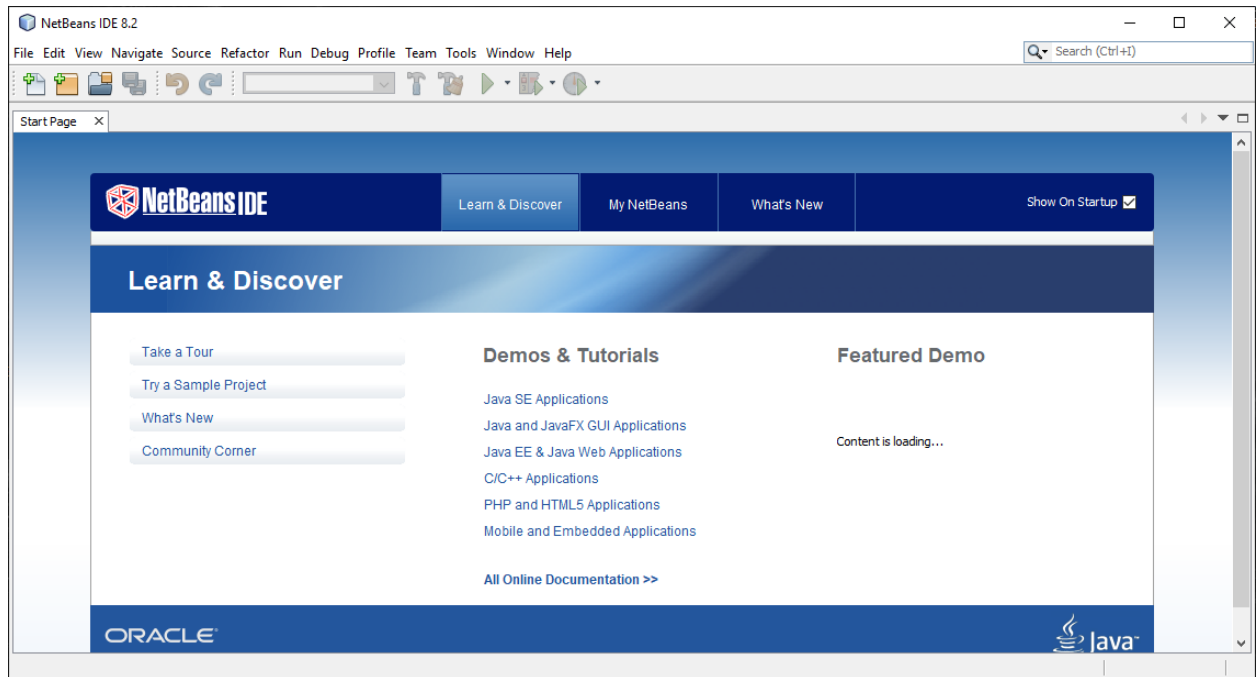 NetBeans IDE 8.2
File Edit View Navigate Source Refactor Run Debug Profile Team Tools Window Help
Search (Ctrl+I)
Start Page
NetBeans IDE
Learn & Discover
My NetBeans
What's New
Show On Startup
Learn & Discover
Take a Tour
Try a Sample Project
What's New
Community Corner
Demos & Tutorials
Java SE Applications
Java and JavaFX GUI Applications
Java EE & Java Web Applications
C/C++ Applications
PHP and HTML5 Applications
Mobile and Embedded Applications
All Online Documentation >>
Featured Demo
Content is loading...
ORACLE
Java